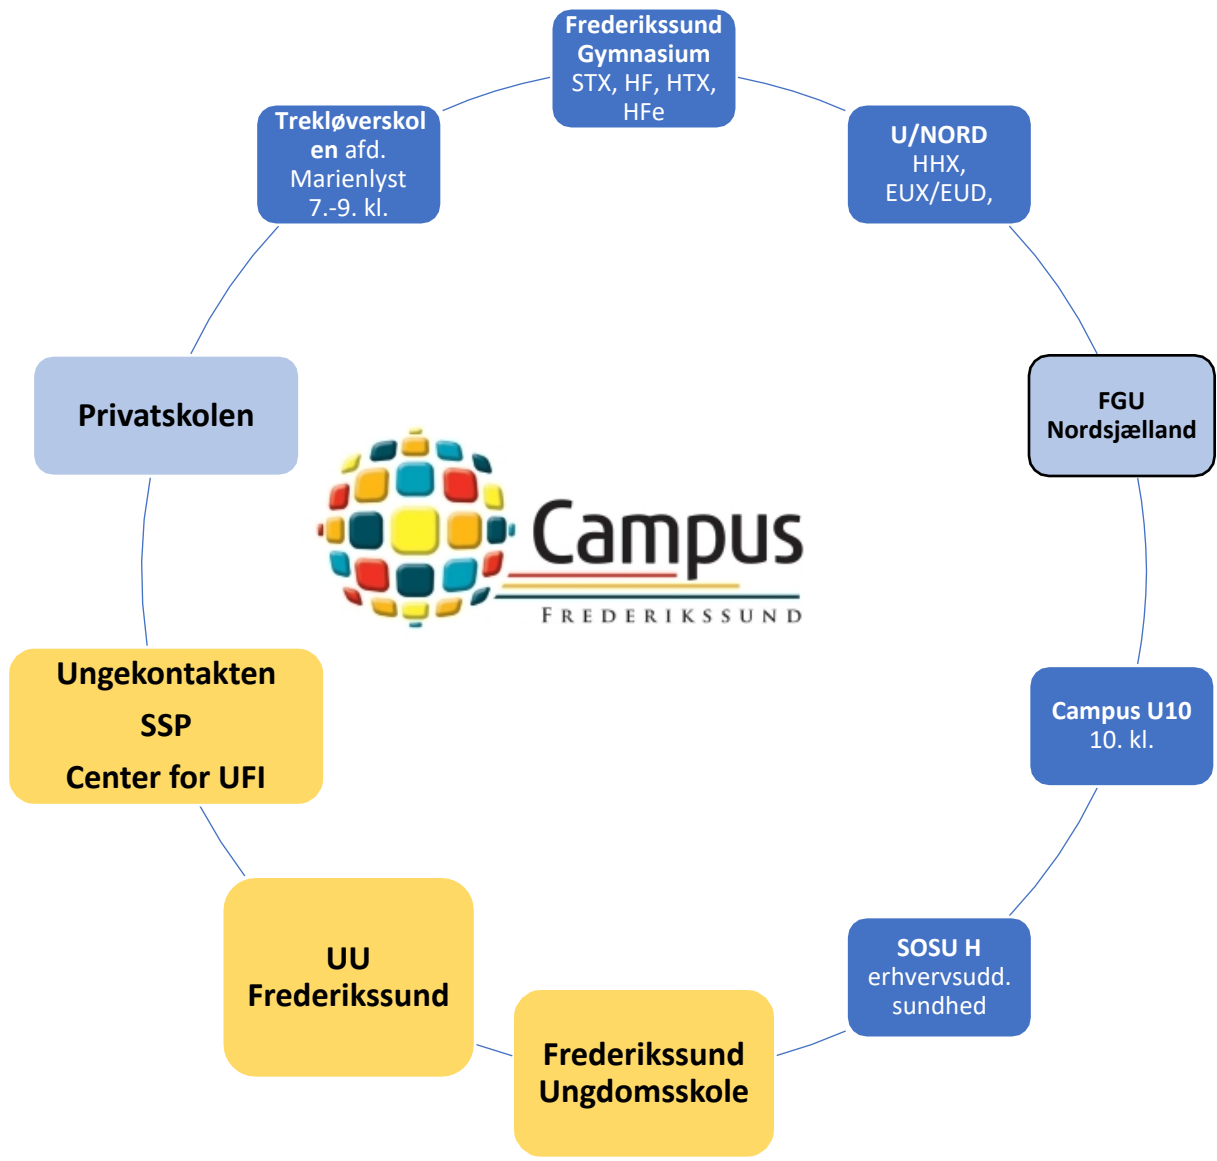 Frederikssund
Gymnasium
STX, HF, HTX,
HFe
U/NORD
HHX,
EUX/EUD,
FGU
Nordsjælland
Campus U10
10. kl.
SOSU H
erhvervsudd.
sundhed
Frederikssund
Ungdomsskole
UU
Frederikssund
Ungekontakten
SSP
Center for UFI
Privatskolen
Trekløverskol
en afd.
Marienlyst
7.-9. kl.
Campus
FREDERIKSSUND